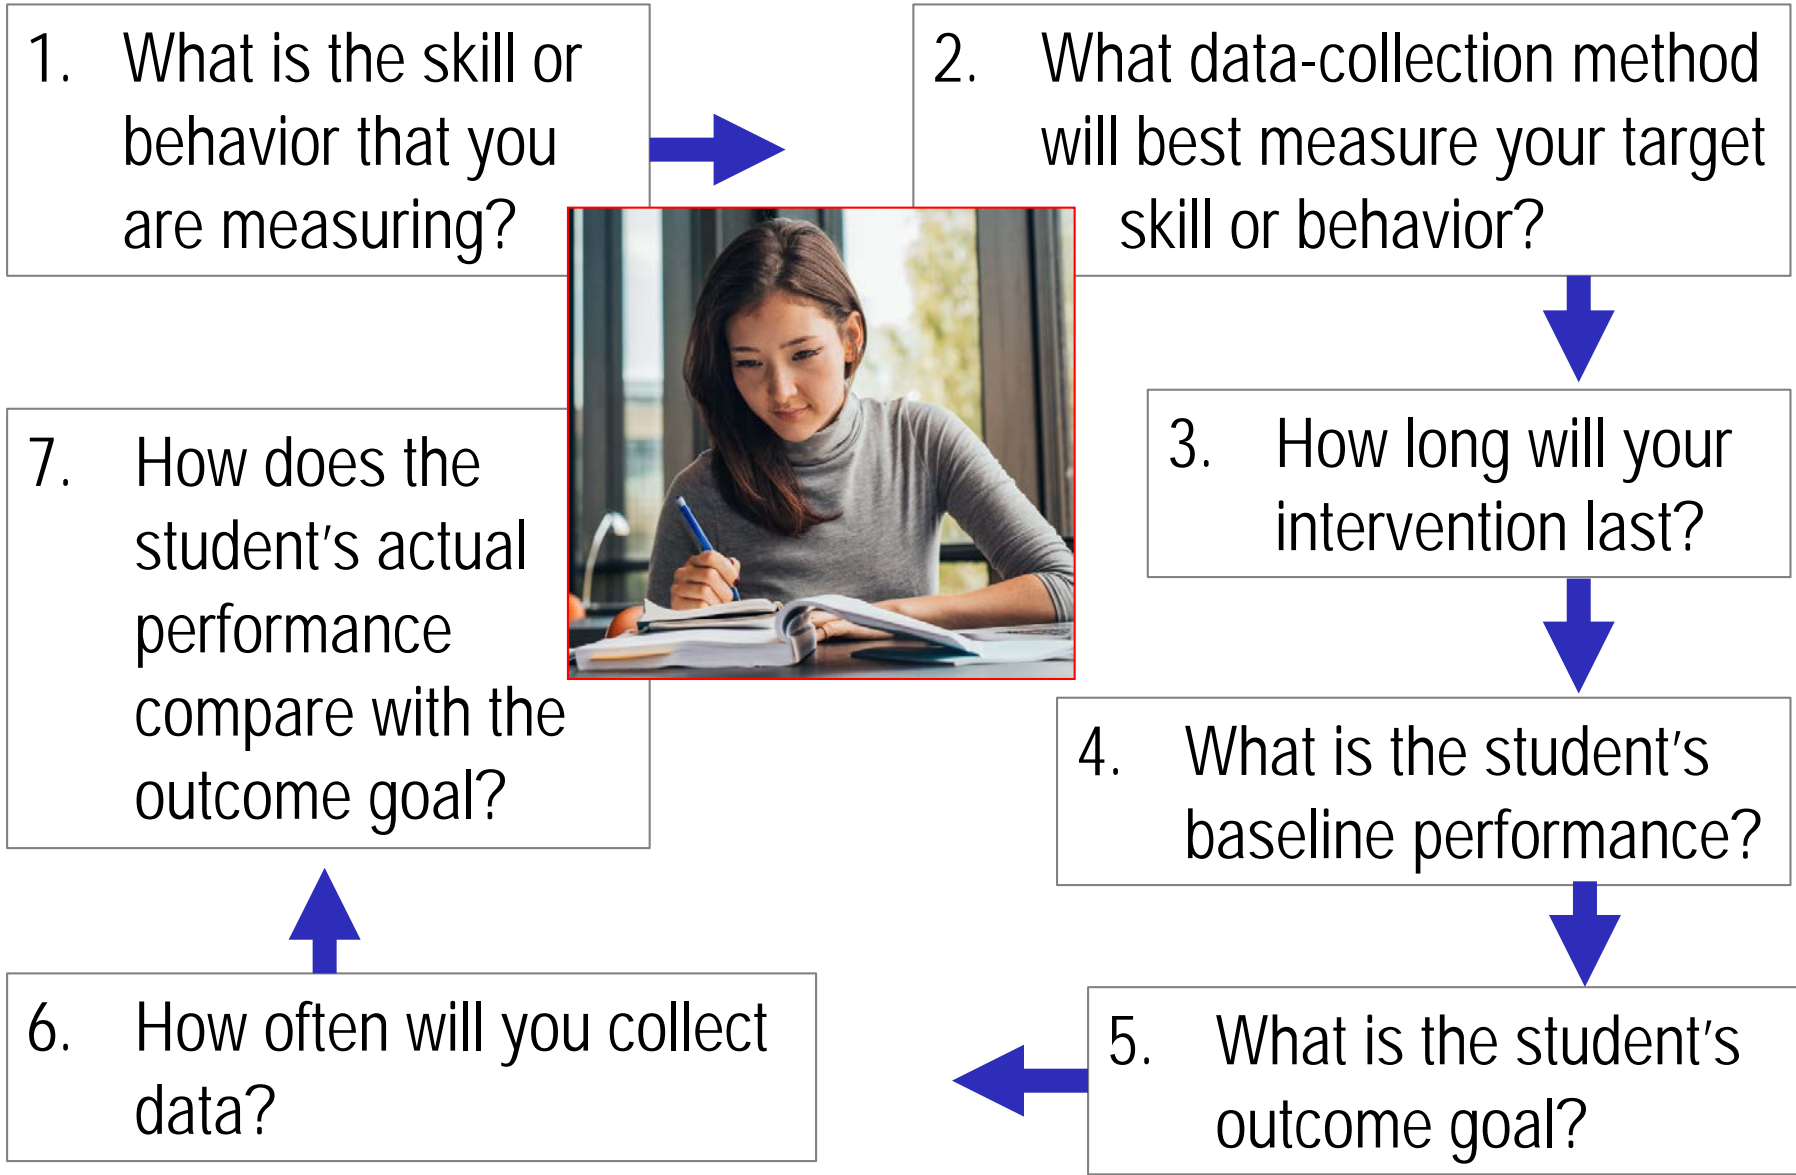 1. What is the skill or
behavior that you
are measuring?
2. What data-collection method
will best measure your target
skill or behavior?
3. How long will your
intervention last?
4. What is the student's
baseline performance?
5. What is the student's
outcome goal?
6. How often will you collect
data?
7. How does the
student's actual
performance
compare with the
outcome goal?